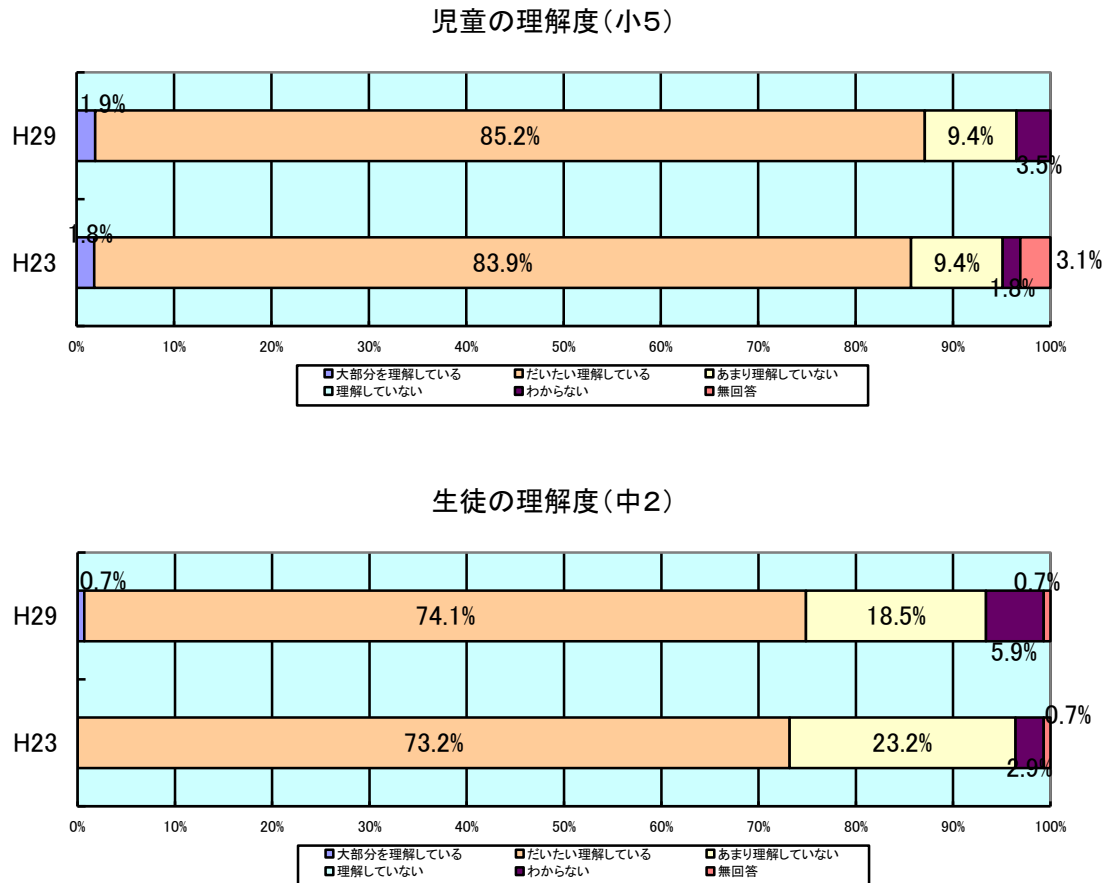 児童の理解度(小5)
1.9%
H29 85.2% 9.4%
3.5%
1.8%
H23 83.9% 9.4% 3.1%
1.8%
0% 10% 20% 30% 40% 50% 60% 70% 80% 90% 100%
大部分を理解している だいたい理解している あまり理解していない
理解していない わからない 無回答
生徒の理解度(中2)
0.7% 0.7%
H29 74.1% 18.5%
5.9%
0.7%
H23 73.2% 23.2%
2.9%
0% 10% 20% 30% 40% 50% 60% 70% 80% 90% 100%
大部分を理解している だいたい理解している あまり理解していない
理解していない わからない 無回答